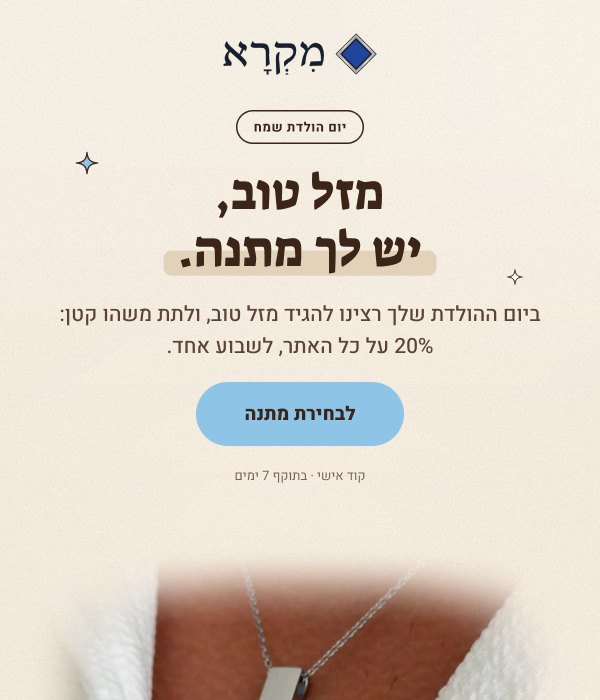 מִקְרָא
יום הולדת שמח
מזל טוב,
יש לך מתנה.
ביום ההולדת שלך רצינו להגיד מזל טוב, ולתת משהו קטן:
20% על כל האתר, לשבוע אחד.
לבחירת מתנה
קוד אישי · בתוקף 7 ימים